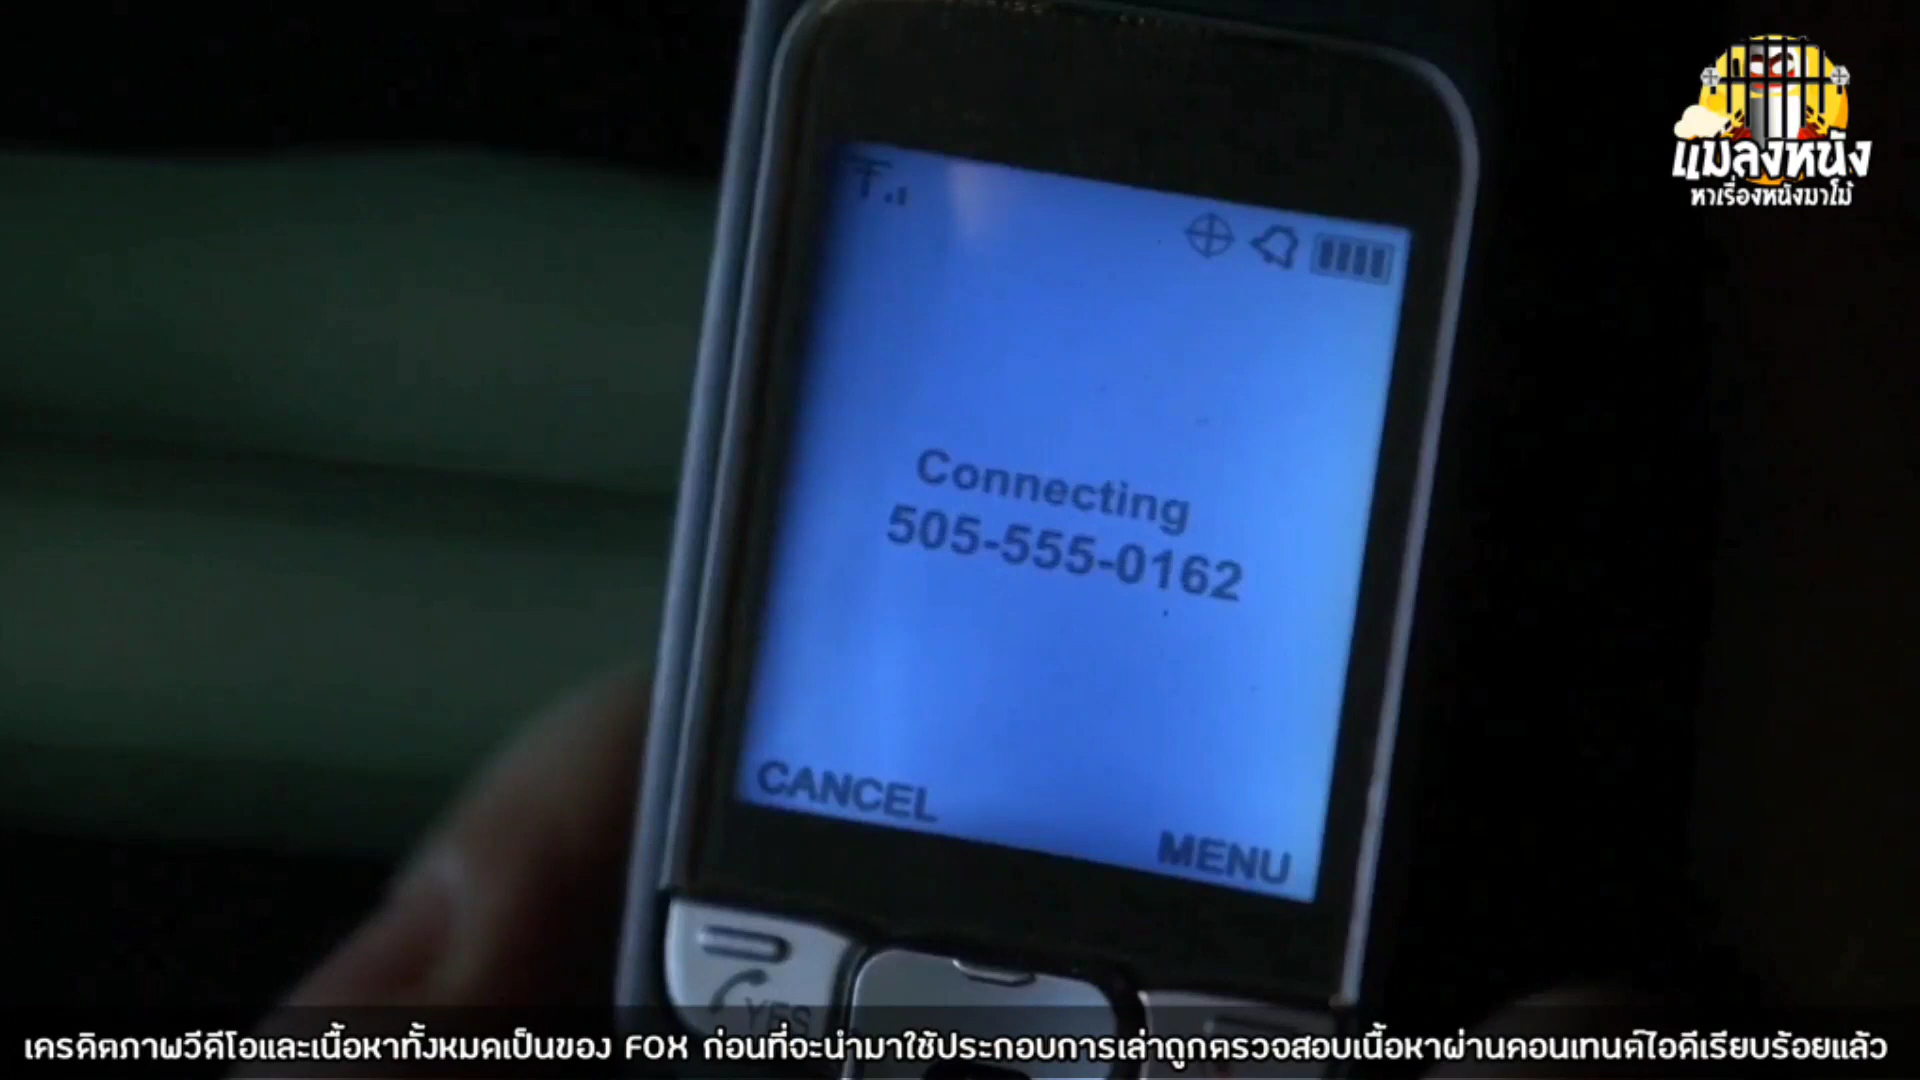 แมลงหนัง
หาเรื่องหนังมาโม้
Connecting
505-555-0162
CANCEL
MENU
YES
เครดิตภาพวีดีโอและเนื้อหาทั้งหมดเป็นของ FOX ก่อนที่จะนำมาใช้ประกอบการเล่าถูกตรวจสอบเนื้อหาผ่านคอนเทนต์ไอดีเรียบร้อยแล้ว